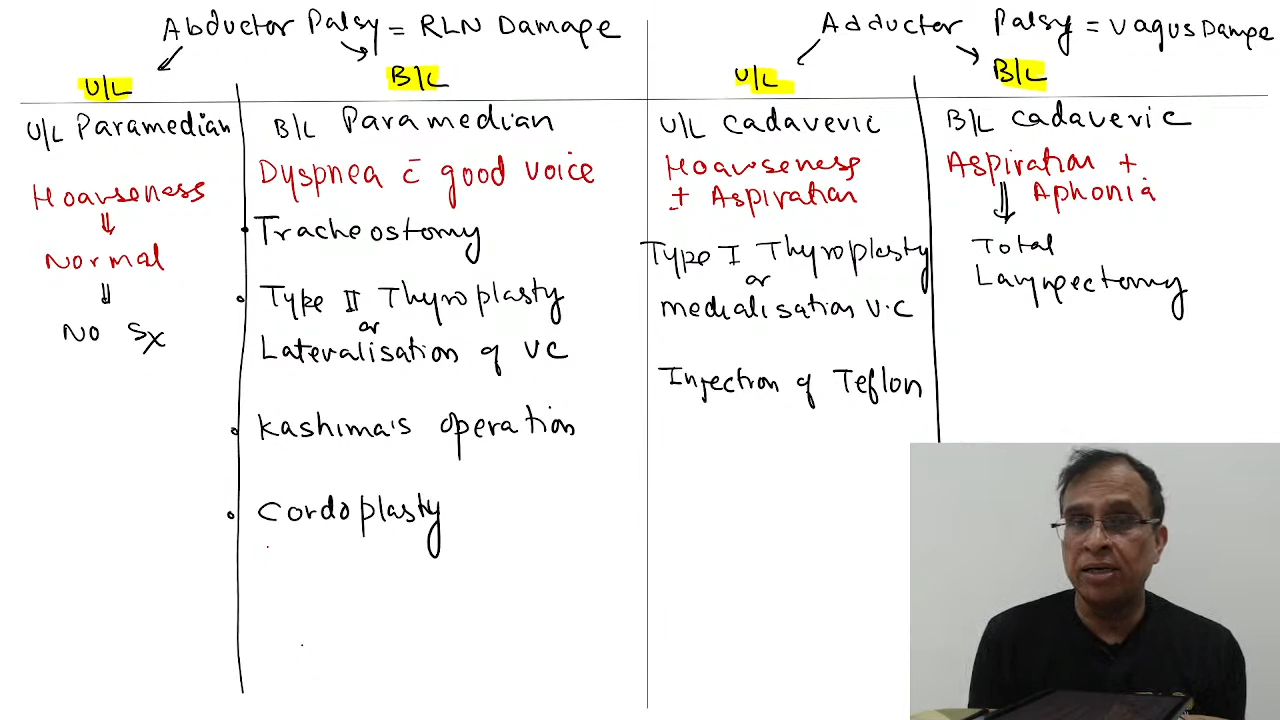 Abductor Palsy = RLN Damage
U/L
B/L
U/L Paramedian
Hoarseness
⇓
Normal
⇓
No Sx
B/L Paramedian
Dyspnea c̄ good voice
Tracheostomy
Type II Thyroplasty
or
Lateralisation of VC
Kashima's operation
Cordoplasty
Adductor Palsy = Vagus Damge
U/L
B/L
U/L cadaveric
Hoarseness
± Aspiration
Type I Thyroplasty
or
medialisation V.C
Injection of Teflon
B/L cadaveric
Aspiration +
Aphonia
Total
Laryngectomy